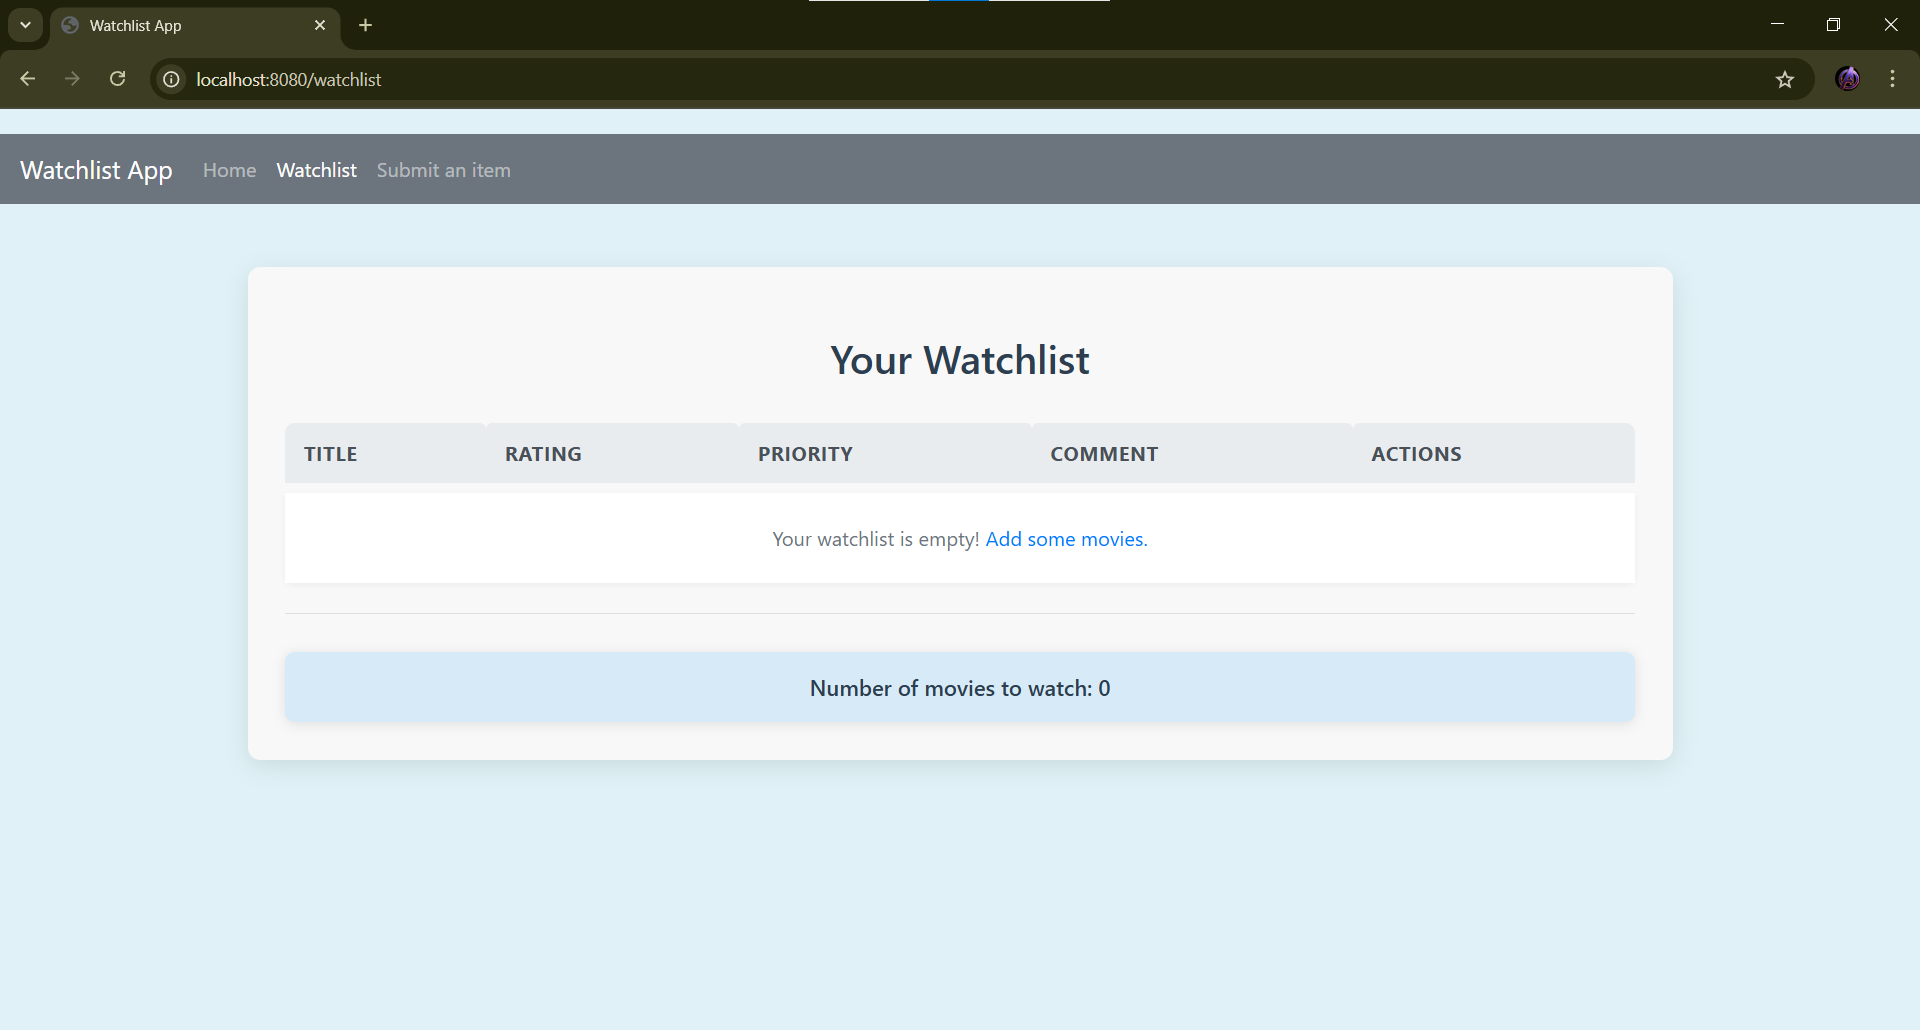 Watchlist App
localhost:8080/watchlist
Watchlist App Home Watchlist Submit an item
Your Watchlist
TITLE RATING PRIORITY COMMENT ACTIONS
Your watchlist is empty! Add some movies.
Number of movies to watch: 0